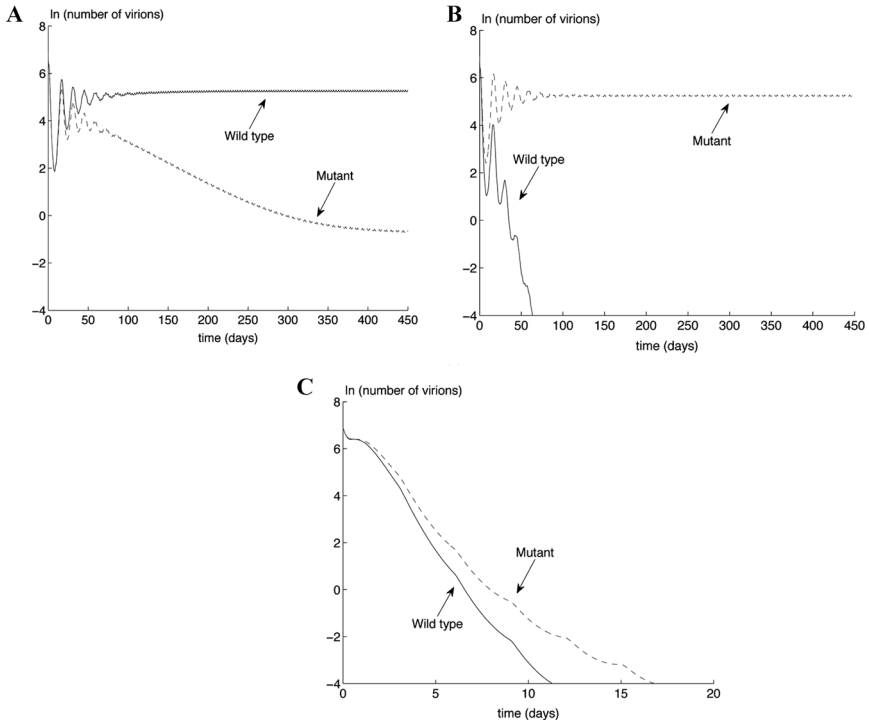 A
ln (number of virions)
8
6
4
2
0
−2
−4
0 50 100 150 200 250 300 350 400 450
time (days)
Wild type
Mutant
B
ln (number of virions)
8
6
4
2
0
−2
−4
0 50 100 150 200 250 300 350 400 450
time (days)
Mutant
Wild type
C
ln (number of virions)
8
6
4
2
0
−2
−4
0 5 10 15 20
time (days)
Mutant
Wild type